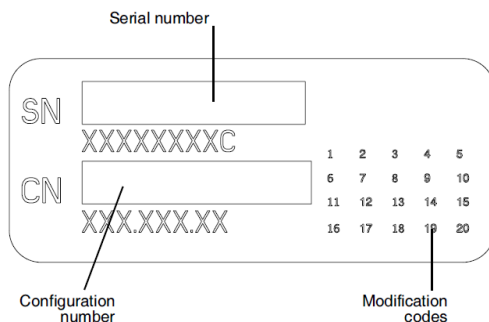 Serial number
SN
XXXXXXXXC
CN
XXX.XXX.XX
1 2 3 4 5
6 7 8 9 10
11 12 13 14 15
16 17 18 19 20
Configuration
number
Modification
codes